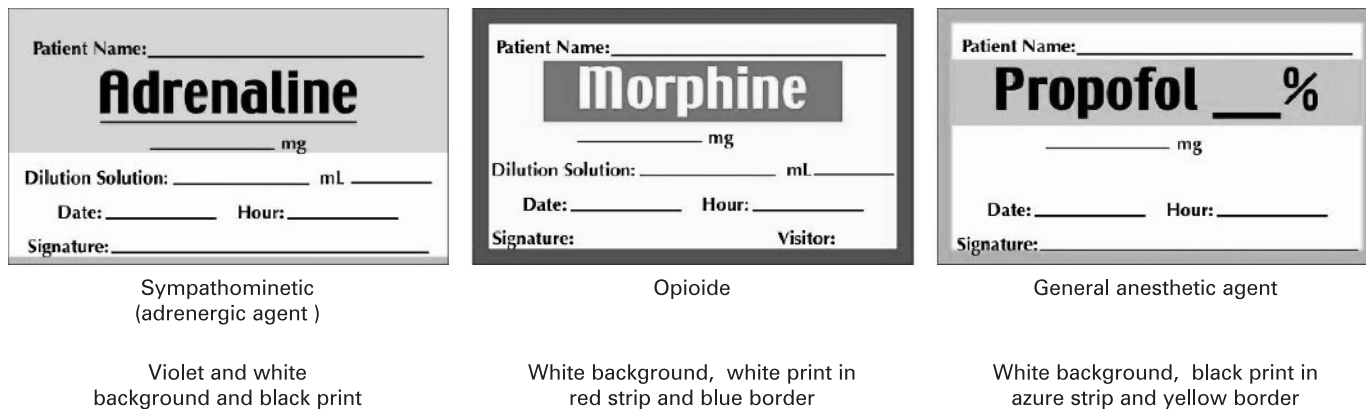 Patient Name:
Adrenaline
mg
Dilution Solution: mL
Date: Hour:
Signature:
Patient Name:
Morphine
mg
Dilution Solution: mL
Date: Hour:
Signature: Visitor:
Patient Name:
Propofol ___%
mg
Date: Hour:
Signature:
Sympathominetic
(adrenergic agent )
Opioide
General anesthetic agent
Violet and white
background and black print
White background, white print in
red strip and blue border
White background, black print in
azure strip and yellow border